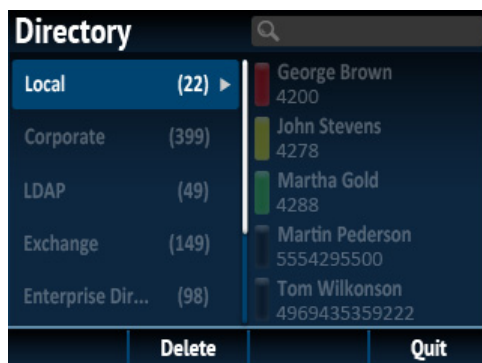 Directory
Local (22)
Corporate (399)
LDAP (49)
Exchange (149)
Enterprise Dir... (98)
George Brown
4200
John Stevens
4278
Martha Gold
4288
Martin Pederson
5554295500
Tom Wilkonson
4969435359222
Delete Quit